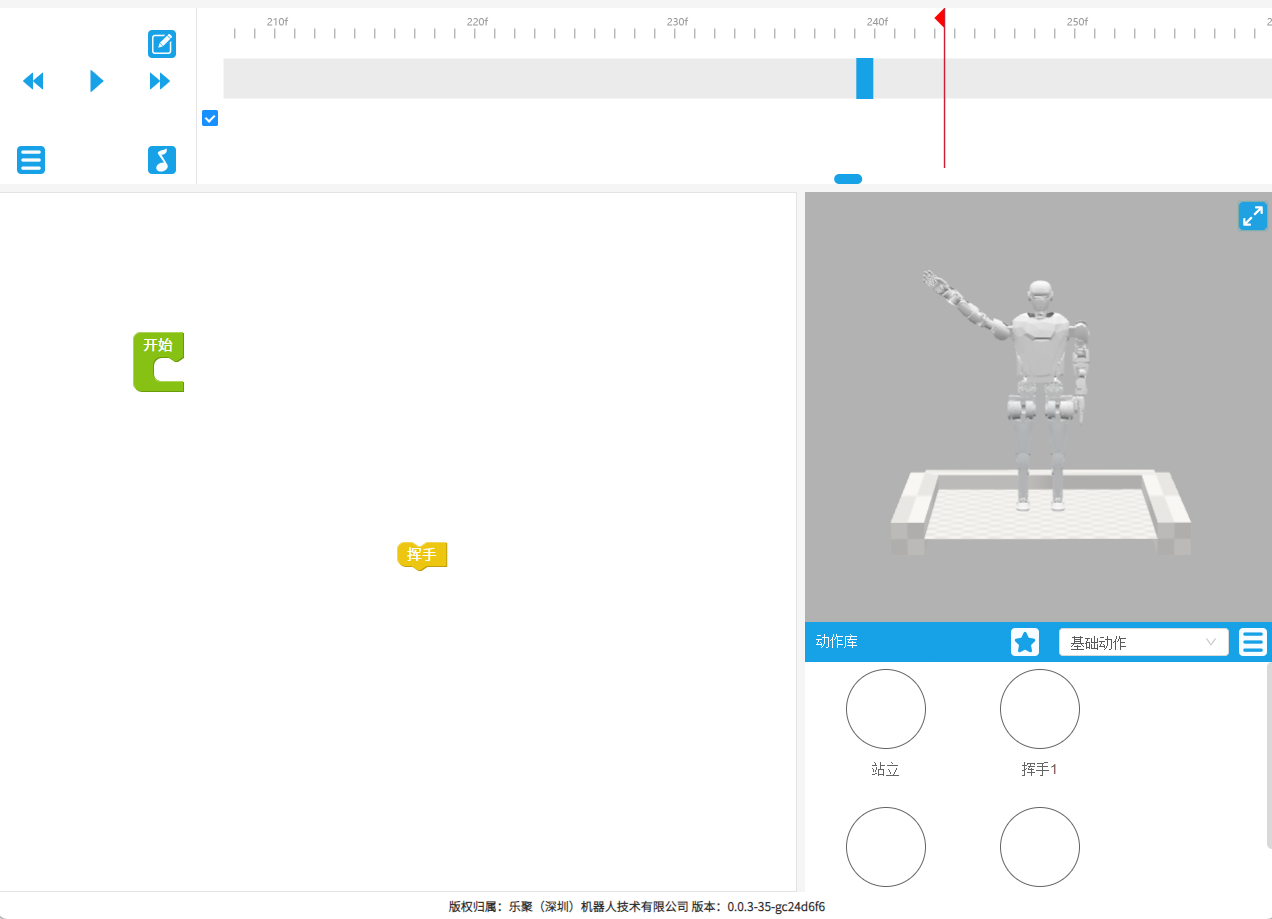 210f 220f 230f 240f 250f 2
开始
挥手
动作库 基础动作
站立 挥手1
版权归属：乐聚（深圳）机器人技术有限公司 版本：0.0.3-35-gc24d6f6